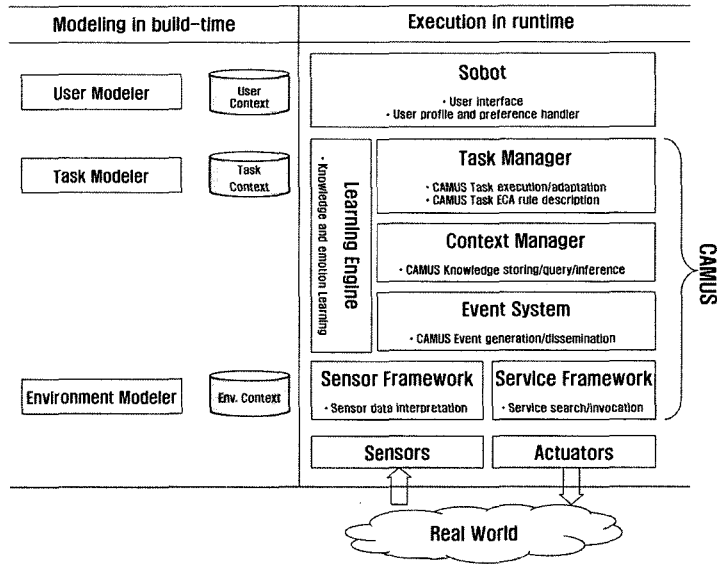 Modeling in build-time
Execution in runtime
User Modeler
User
Context
Sobot
• User interface
• User profile and preference handler
Task Modeler
Task
Context
Learning Engine
• Knowledge and emotion Learning
Task Manager
• CAMUS Task execution/adaptation
• CAMUS Task ECA rule description
Context Manager
• CAMUS Knowledge storing/query/inference
Event System
• CAMUS Event generation/dissemination
CAMUS
Environment Modeler
Env. Context
Sensor Framework
• Sensor data interpretation
Service Framework
• Service search/invocation
Sensors
Actuators
Real World